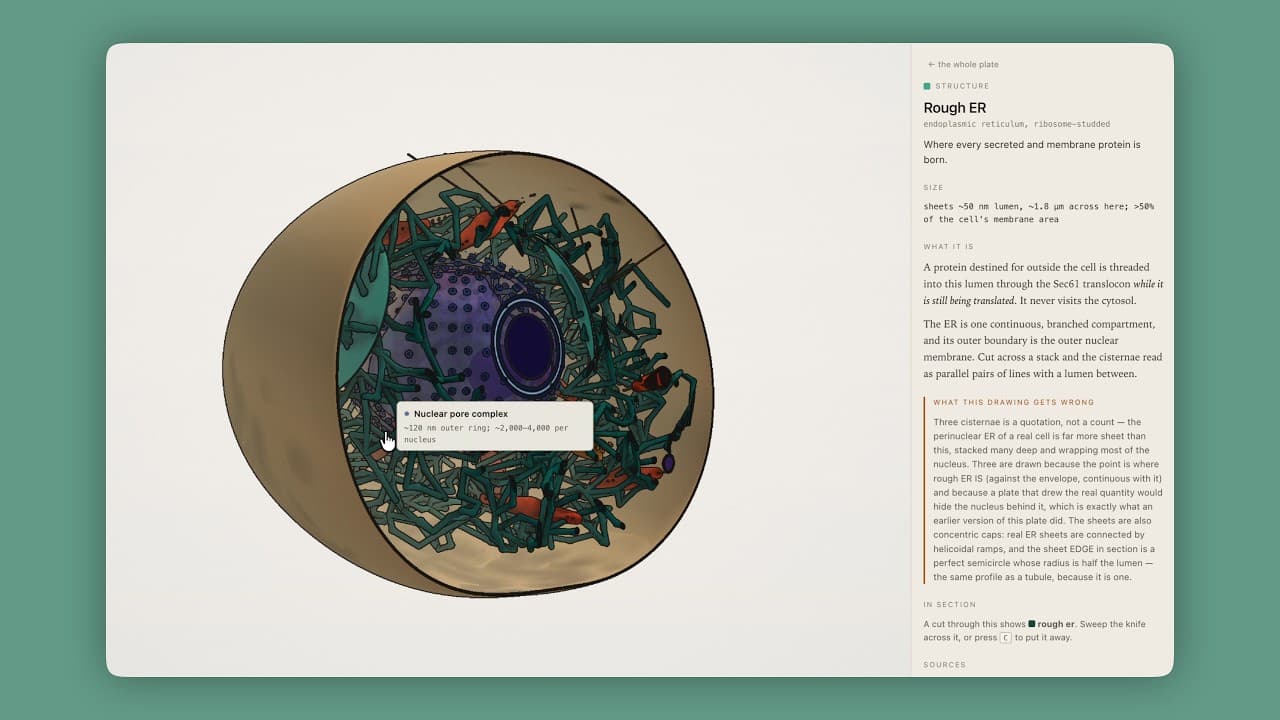 ← the whole plate
STRUCTURE
Rough ER
endoplasmic reticulum, ribosome-studded
Where every secreted and membrane protein is
born.
SIZE
sheets ~50 nm lumen, ~1.8 µm across here; >50%
of the cell's membrane area
WHAT IT IS
A protein destined for outside the cell is threaded
into this lumen through the Sec61 translocon while it
is still being translated. It never visits the cytosol.
The ER is one continuous, branched compartment,
and its outer boundary is the outer nuclear
membrane. Cut across a stack and the cisternae read
as parallel pairs of lines with a lumen between.
WHAT THIS DRAWING GETS WRONG
Three cisternae is a quotation, not a count — the
perinuclear ER of a real cell is far more sheet than
this, stacked many deep and wrapping most of the
nucleus. Three are drawn because the point is where
rough ER IS (against the envelope, continuous with it)
and because a plate that drew the real quantity would
hide the nucleus behind it, which is exactly what an
earlier version of this plate did. The sheets are also
concentric caps: real ER sheets are connected by
helicoidal ramps, and the sheet EDGE in section is a
perfect semicircle whose radius is half the lumen —
the same profile as a tubule, because it is one.
IN SECTION
A cut through this shows rough er. Sweep the knife
across it, or press C to put it away.
SOURCES
Nuclear pore complex
~120 nm outer ring; ~2,000–4,000 per
nucleus